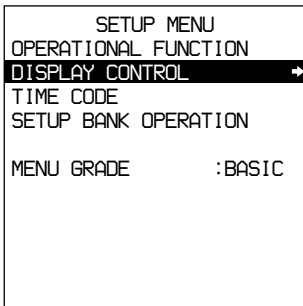 SETUP MENU
OPERATIONAL FUNCTION
DISPLAY CONTROL
TIME CODE
SETUP BANK OPERATION
MENU GRADE :BASIC